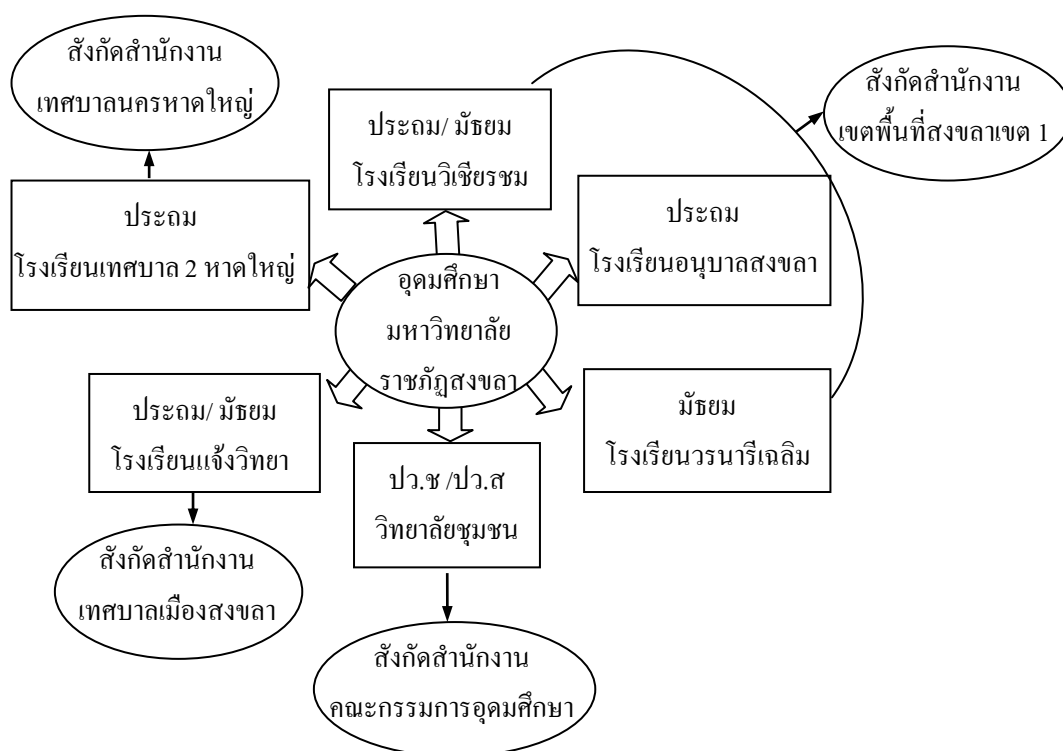 สังกัดสำนักงาน
เทศบาลนครหาดใหญ่
ประถม/ มัธยม
โรงเรียนวิเชียรชม
สังกัดสำนักงาน
เขตพื้นที่สงขลาเขต 1
ประถม
โรงเรียนเทศบาล 2 หาดใหญ่
ประถม
โรงเรียนอนุบาลสงขลา
อุดมศึกษา
มหาวิทยาลัย
ราชภัฏสงขลา
ประถม/ มัธยม
โรงเรียนแจ้งวิทยา
มัธยม
โรงเรียนวรนารีเฉลิม
ปว.ช /ปว.ส
วิทยาลัยชุมชน
สังกัดสำนักงาน
เทศบาลเมืองสงขลา
สังกัดสำนักงาน
คณะกรรมการอุดมศึกษา